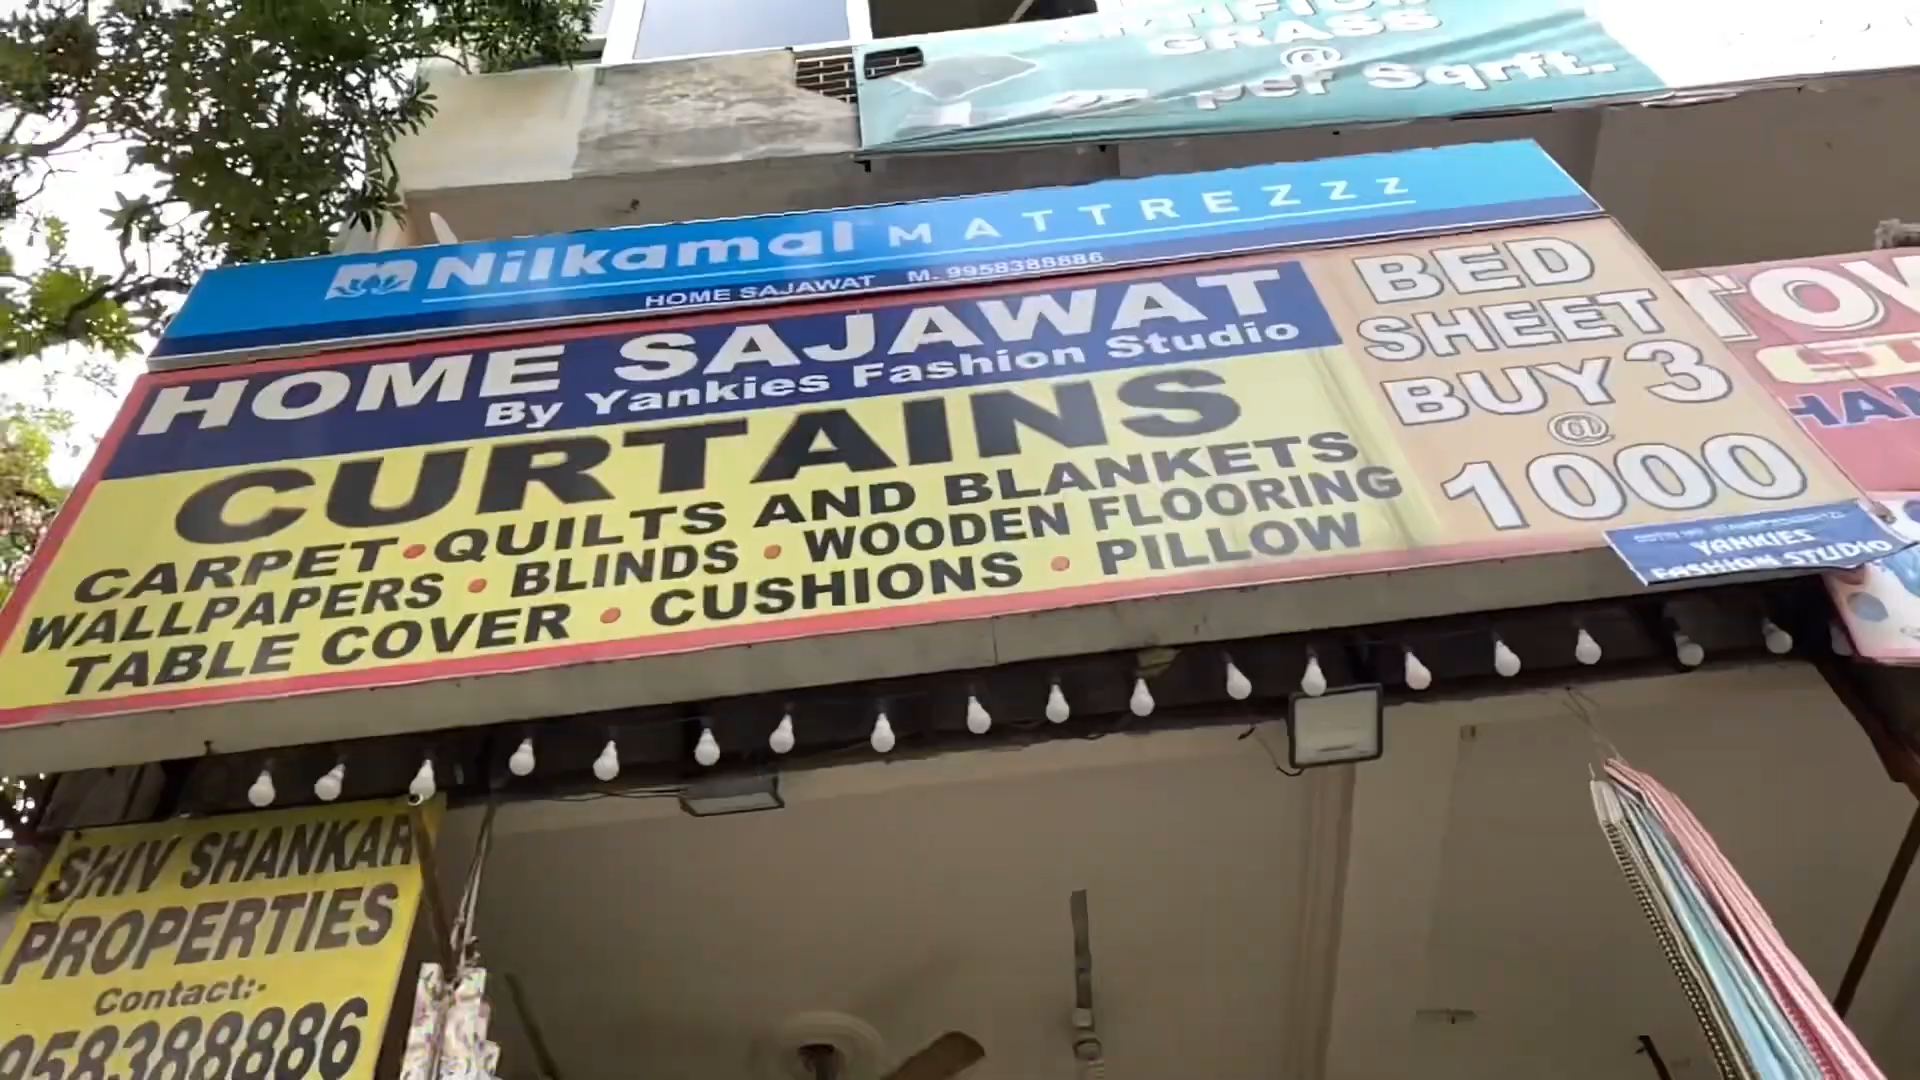 GRASS
@
per Sqrft.
Nilkamal MATTREZZZ
HOME SAJAWAT M. 9958388886
HOME SAJAWAT
By Yankies Fashion Studio
CURTAINS
CARPET • QUILTS AND BLANKETS
WALLPAPERS • BLINDS • WOODEN FLOORING
TABLE COVER • CUSHIONS • PILLOW
BED
SHEET
BUY 3
@
1000
YANKIES
FASHION STUDIO
SHIV SHANKAR
PROPERTIES
Contact:-
958388886